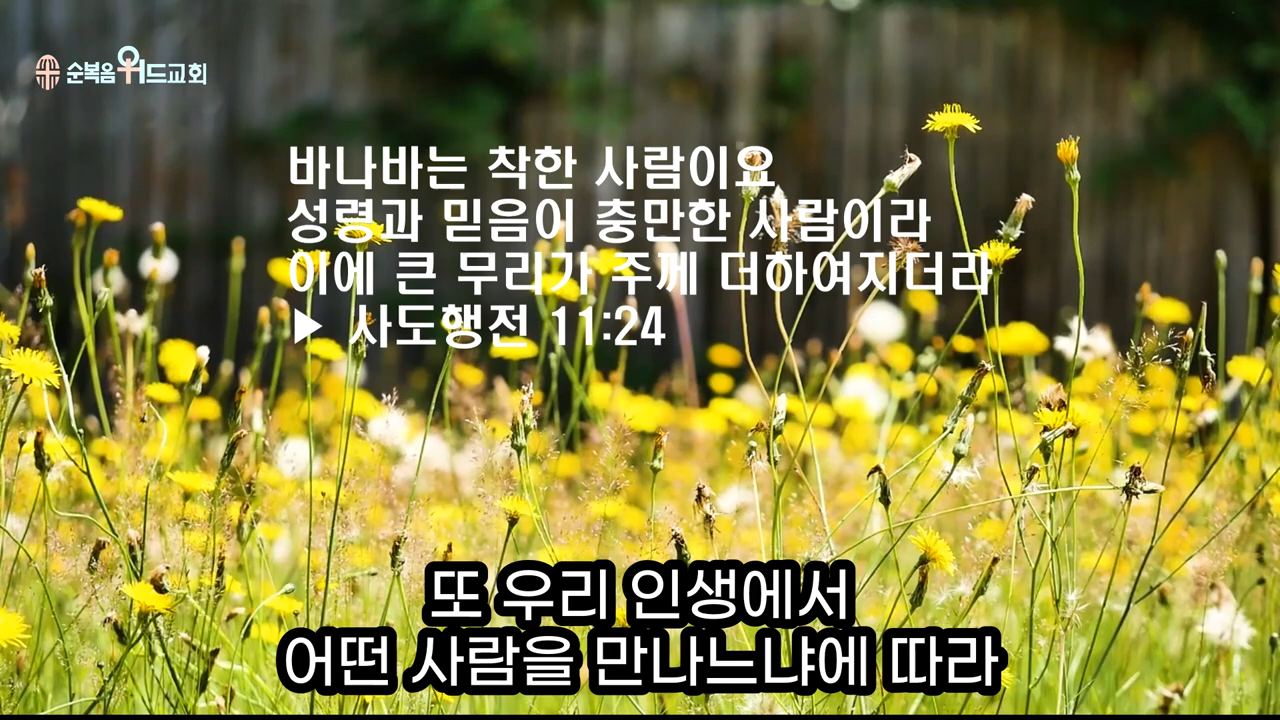 순복음워드교회
바나바는 착한 사람이요
성령과 믿음이 충만한 사람이라
이에 큰 무리가 주께 더하여지더라
▶ 사도행전 11:24
또 우리 인생에서
어떤 사람을 만나느냐에 따라